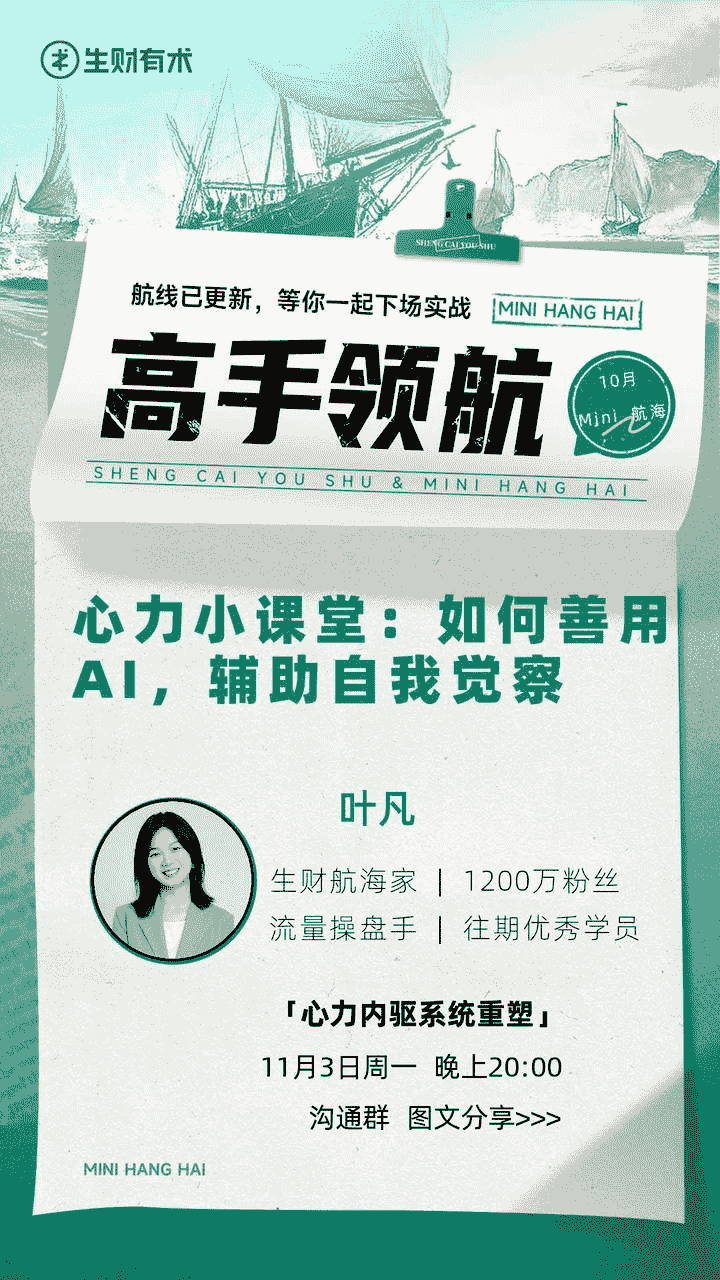 生财有术
SHENG CAI YOU SHU
航线已更新，等你一起下场实战
MINI HANG HAI
高手领航
10月
Mini 航海
SHENG CAI YOU SHU & MINI HANG HAI
心力小课堂：如何善用
AI，辅助自我觉察
叶凡
生财航海家 | 1200万粉丝
流量操盘手 | 往期优秀学员
「心力内驱系统重塑」
11月3日周一 晚上20:00
沟通群 图文分享>>>
MINI HANG HAI